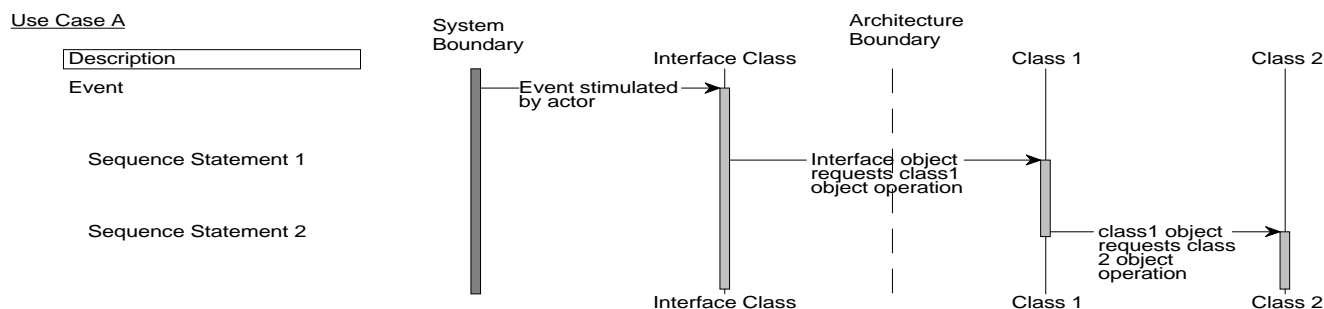 Use Case A
System
Boundary
Architecture
Boundary
Description
Interface Class
Class 1
Class 2
Event
Event stimulated
by actor
Sequence Statement 1
Interface object
requests class1
object operation
Sequence Statement 2
class1 object
requests class
2 object
operation
Interface Class
Class 1
Class 2